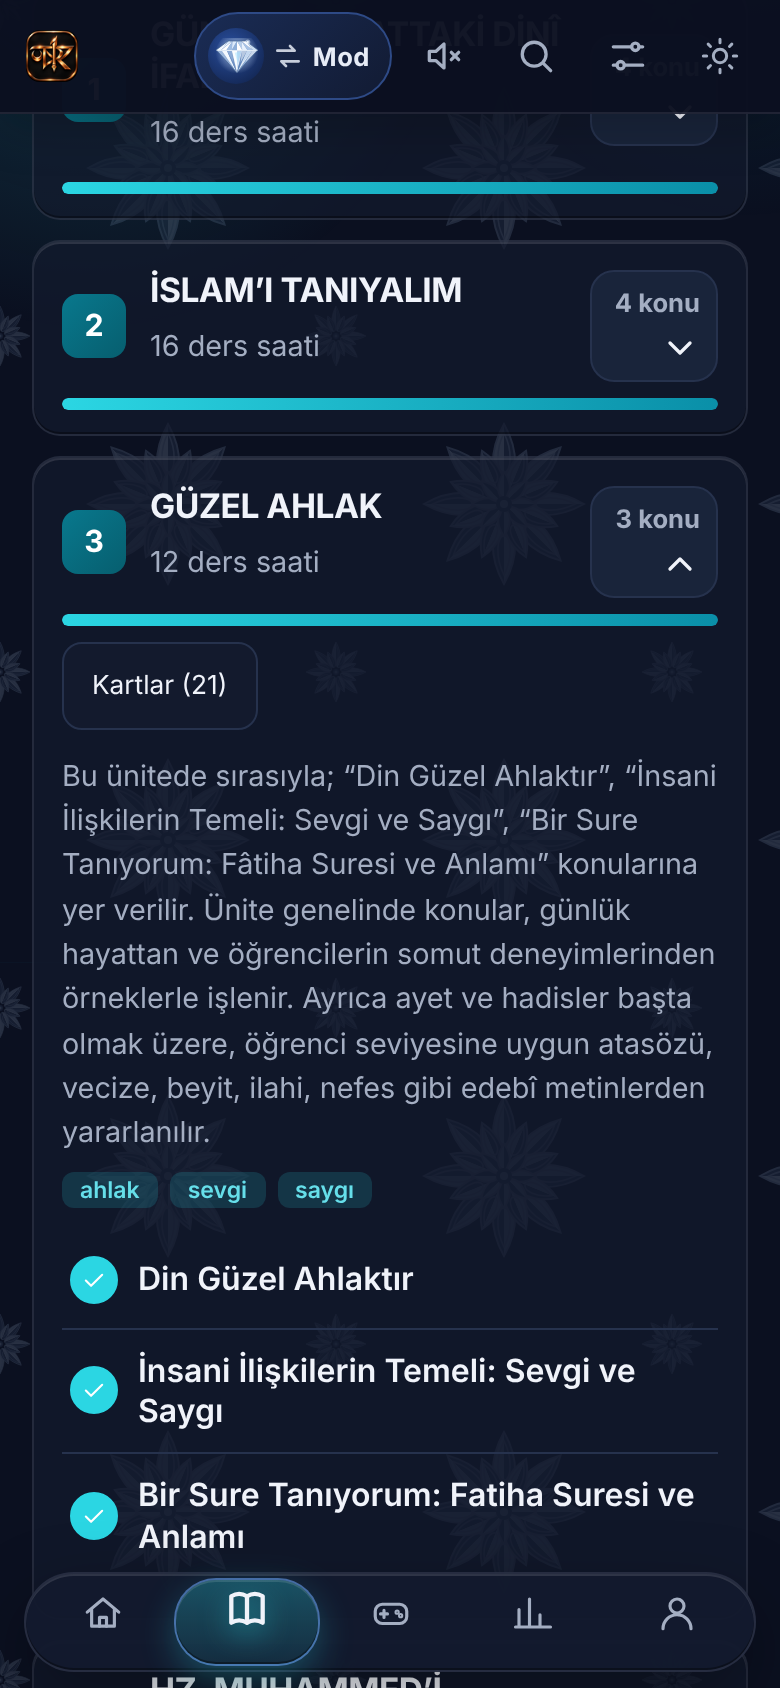 Mod
16 ders saati
2
İSLAM’I TANIYALIM
16 ders saati
4 konu
3
GÜZEL AHLAK
12 ders saati
3 konu
Kartlar (21)
Bu ünitede sırasıyla; “Din Güzel Ahlaktır”, “İnsani
İlişkilerin Temeli: Sevgi ve Saygı”, “Bir Sure
Tanıyorum: Fâtiha Suresi ve Anlamı” konularına
yer verilir. Ünite genelinde konular, günlük
hayattan ve öğrencilerin somut deneyimlerinden
örneklerle işlenir. Ayrıca ayet ve hadisler başta
olmak üzere, öğrenci seviyesine uygun atasözü,
vecize, beyit, ilahi, nefes gibi edebî metinlerden
yararlanılır.
ahlak sevgi saygı
Din Güzel Ahlaktır
İnsani İlişkilerin Temeli: Sevgi ve
Saygı
Bir Sure Tanıyorum: Fatiha Suresi ve
Anlamı
HZ. MUHAMMED’İ